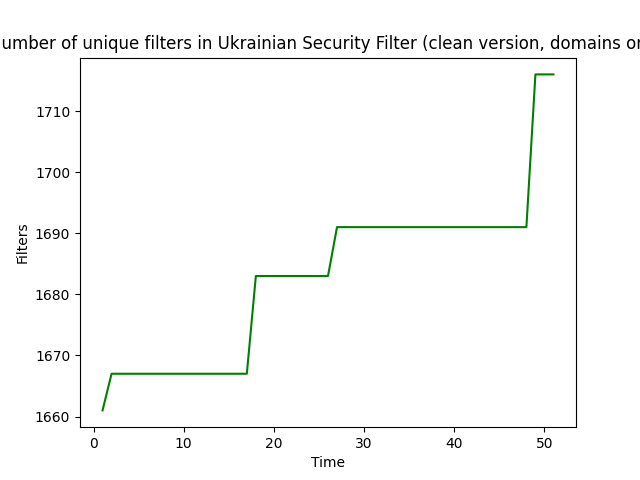 umber of unique filters in Ukrainian Security Filter (clean version, domains or
1710
1700
1690
1680
1670
1660
Filters
0 10 20 30 40 50
Time